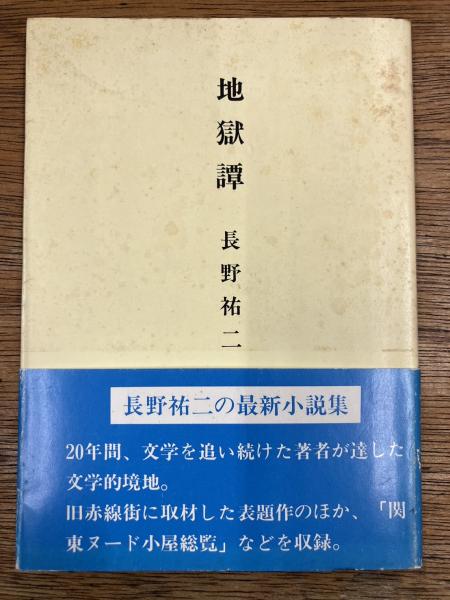 地獄譚
長野祐二
長野祐二の最新小説集
20年間、文学を追い続けた著者が達した
文学的境地。
旧赤線街に取材した表題作のほか、「関
東ヌード小屋総覧」などを収録。